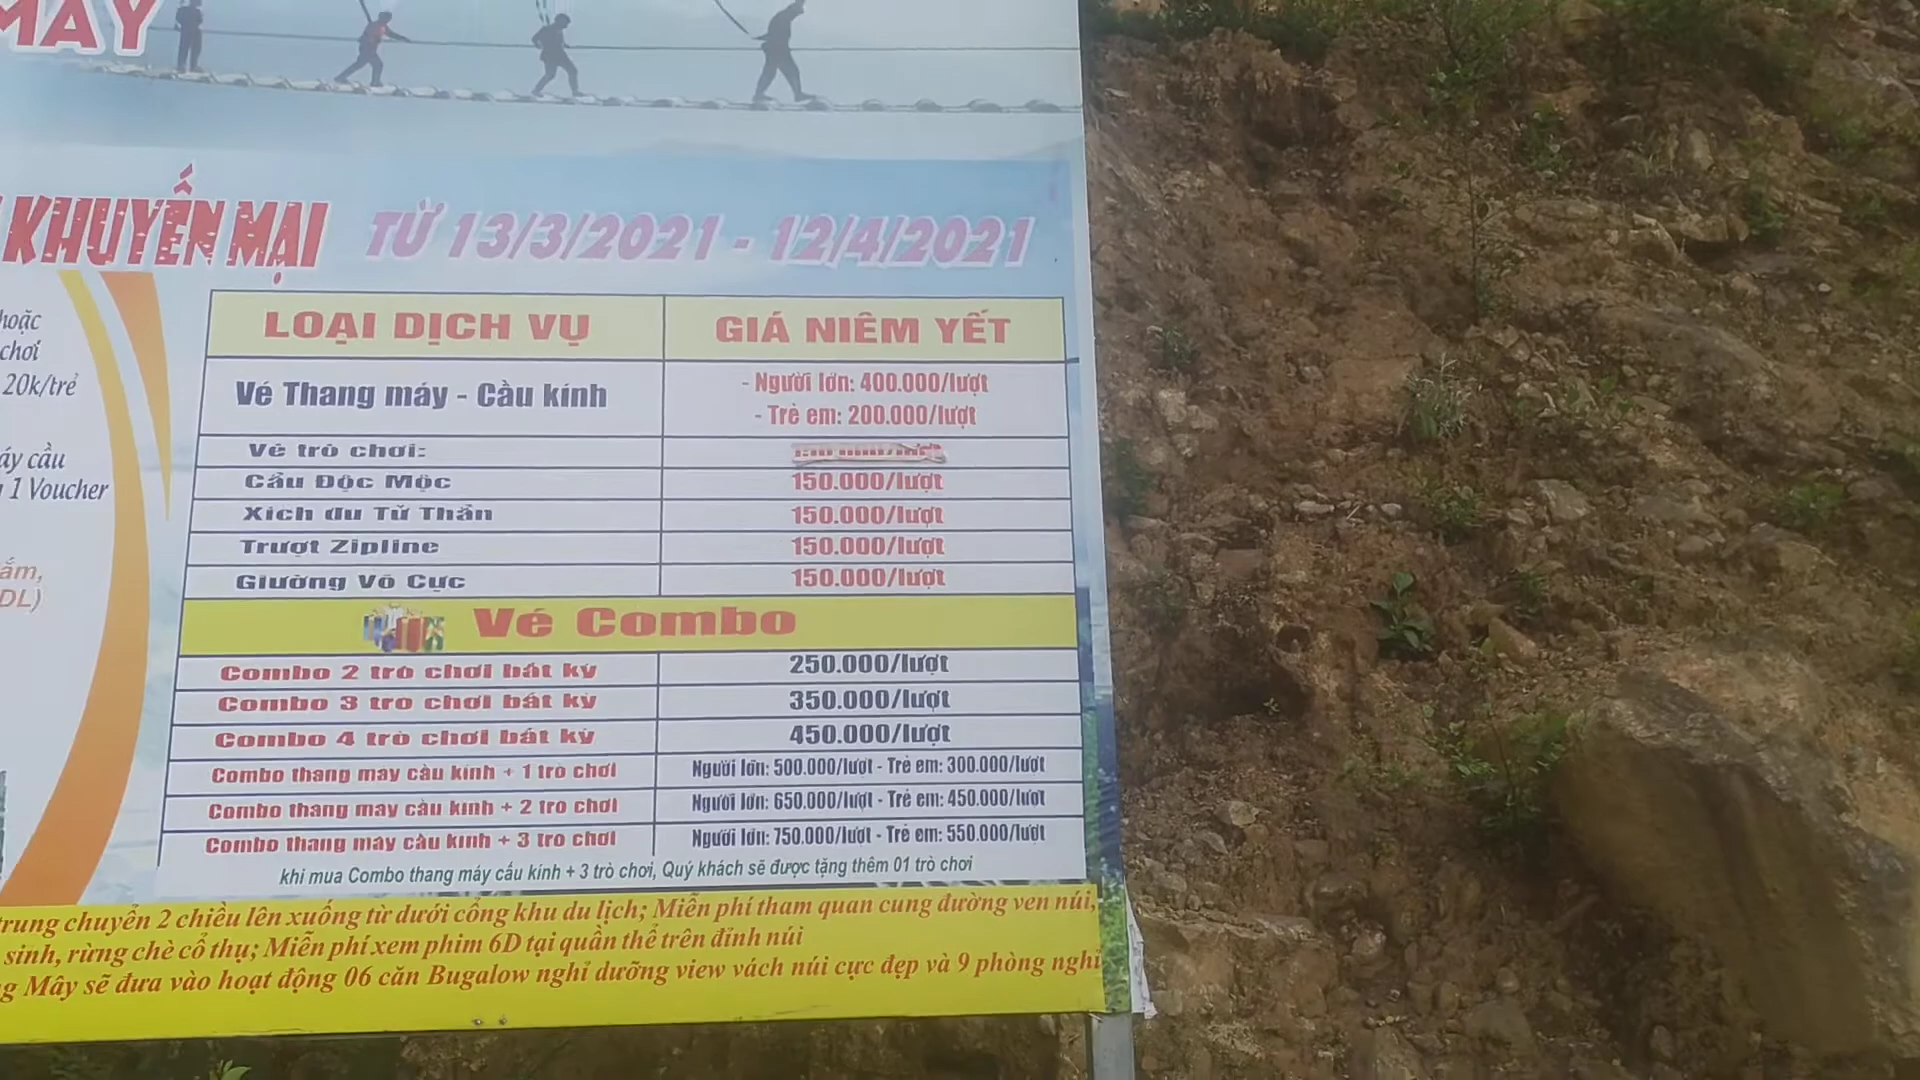 MÂY
KHUYẾN MẠI TỪ 13/3/2021 - 12/4/2021
hoặc
chơi
20k/trẻ
áy cầu
1 Voucher
ắm,
DL)
LOẠI DỊCH VỤ GIÁ NIÊM YẾT
Vé Thang máy - Cầu kính
- Người lớn: 400.000/lượt
- Trẻ em: 200.000/lượt
Vé trò chơi:
Cầu Độc Mộc 150.000/lượt
Xích đu Tử Thần 150.000/lượt
Trượt Zipline 150.000/lượt
Giường Vô Cực 150.000/lượt
Vé Combo
Combo 2 trò chơi bất kỳ 250.000/lượt
Combo 3 trò chơi bất kỳ 350.000/lượt
Combo 4 trò chơi bất kỳ 450.000/lượt
Combo thang máy cầu kính + 1 trò chơi Người lớn: 500.000/lượt - Trẻ em: 300.000/lượt
Combo thang máy cầu kính + 2 trò chơi Người lớn: 650.000/lượt - Trẻ em: 450.000/lượt
Combo thang máy cầu kính + 3 trò chơi Người lớn: 750.000/lượt - Trẻ em: 550.000/lượt
khi mua Combo thang máy cầu kính + 3 trò chơi, Quý khách sẽ được tặng thêm 01 trò chơi
trung chuyển 2 chiều lên xuống từ dưới cổng khu du lịch; Miễn phí tham quan cung đường ven núi,
sinh, rừng chè cổ thụ; Miễn phí xem phim 6D tại quần thể trên đỉnh núi
g Mây sẽ đưa vào hoạt động 06 căn Bugalow nghỉ dưỡng view vách núi cực đẹp và 9 phòng nghỉ